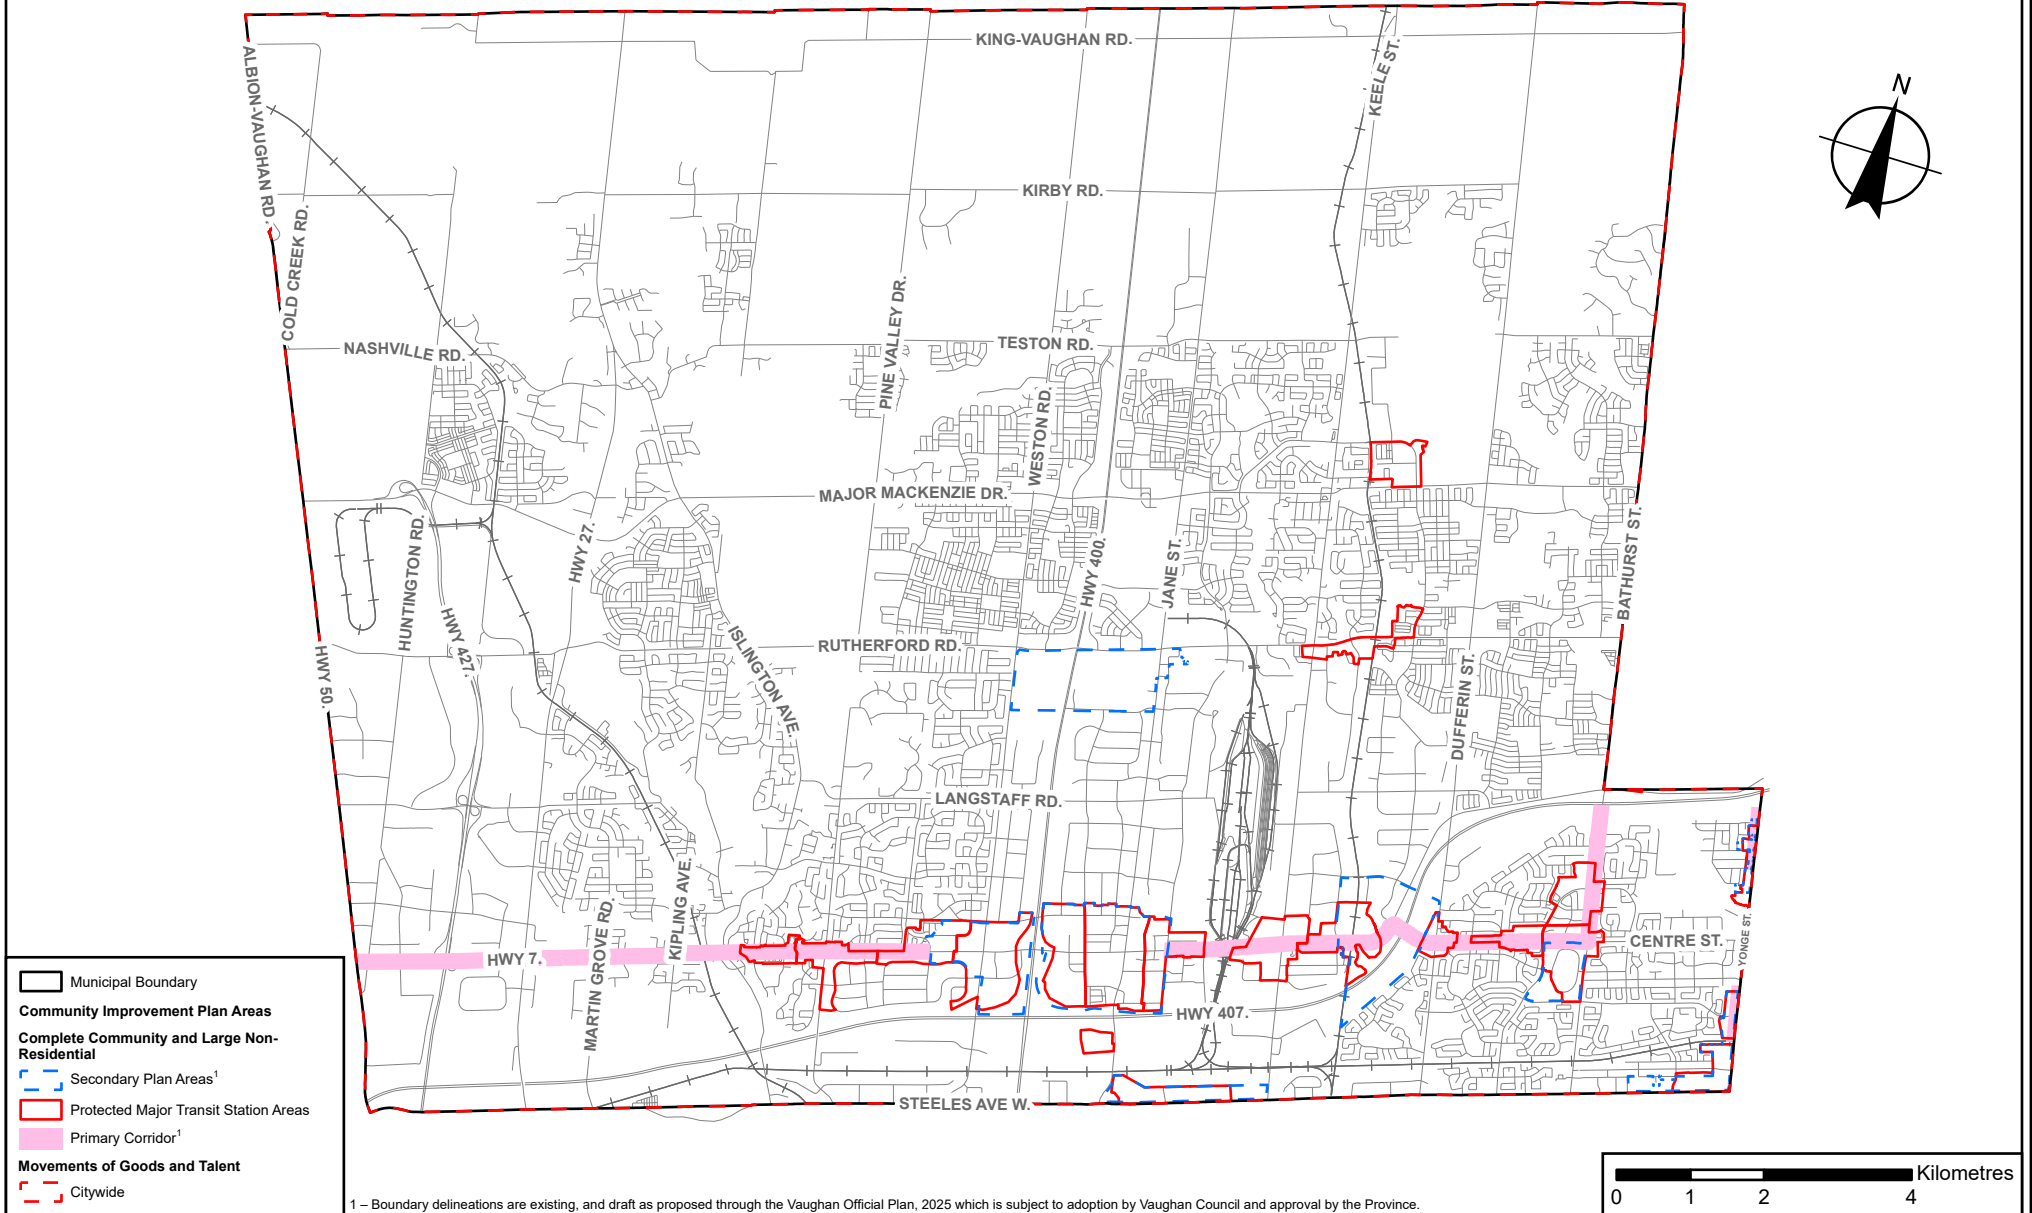 KING-VAUGHAN RD.
ALBION-VAUGHAN RD.
KEELE ST.
N
KIRBY RD.
COLD CREEK RD.
PINE VALLEY DR.
NASHVILLE RD.
TESTON RD.
WESTON RD.
MAJOR MACKENZIE DR.
HUNTINGTON RD.
HWY 27.
HWY 400.
JANE ST.
BATHURST ST.
HWY 427.
ISLINGTON AVE.
RUTHERFORD RD.
HWY 50.
DUFFERIN ST.
LANGSTAFF RD.
KIPLING AVE.
MARTIN GROVE RD.
HWY 7.
CENTRE ST.
YONGE ST.
HWY 407.
STEELES AVE W.
Municipal Boundary
Community Improvement Plan Areas
Complete Community and Large Non-
Residential
Secondary Plan Areas1
Protected Major Transit Station Areas
Primary Corridor1
Movements of Goods and Talent
Citywide
1 – Boundary delineations are existing, and draft as proposed through the Vaughan Official Plan, 2025 which is subject to adoption by Vaughan Council and approval by the Province.
Kilometres
0 1 2 4